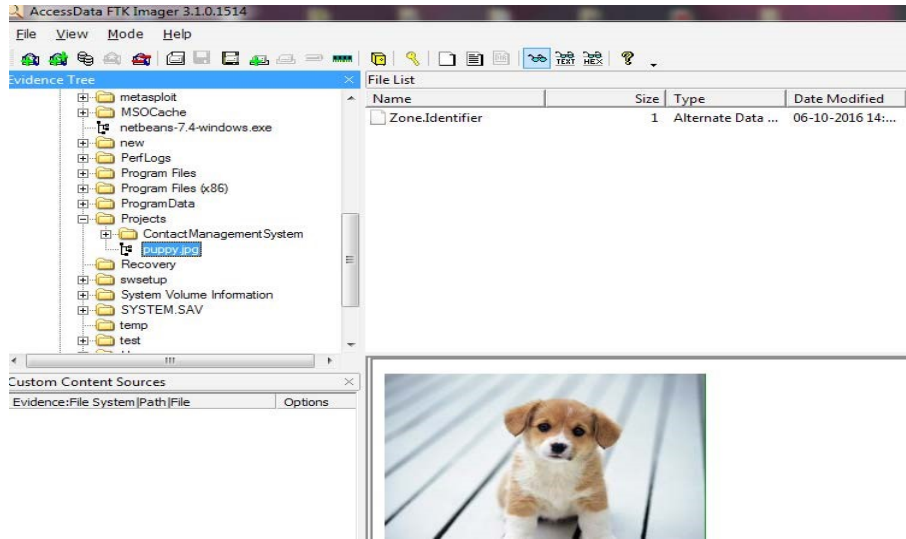 AccessData FTK Imager 3.1.0.1514
File View Mode Help
TEXT HEX
Evidence Tree
File List
metasploit
MSOCache
netbeans-7.4-windows.exe
new
PerfLogs
Program Files
Program Files (x86)
ProgramData
Projects
ContactManagementSystem
puppy.jpg
Recovery
swsetup
System Volume Information
SYSTEM.SAV
temp
test
Name Size Type Date Modified
Zone.Identifier 1 Alternate Data ... 06-10-2016 14:...
Custom Content Sources
Evidence:File System|Path|File Options